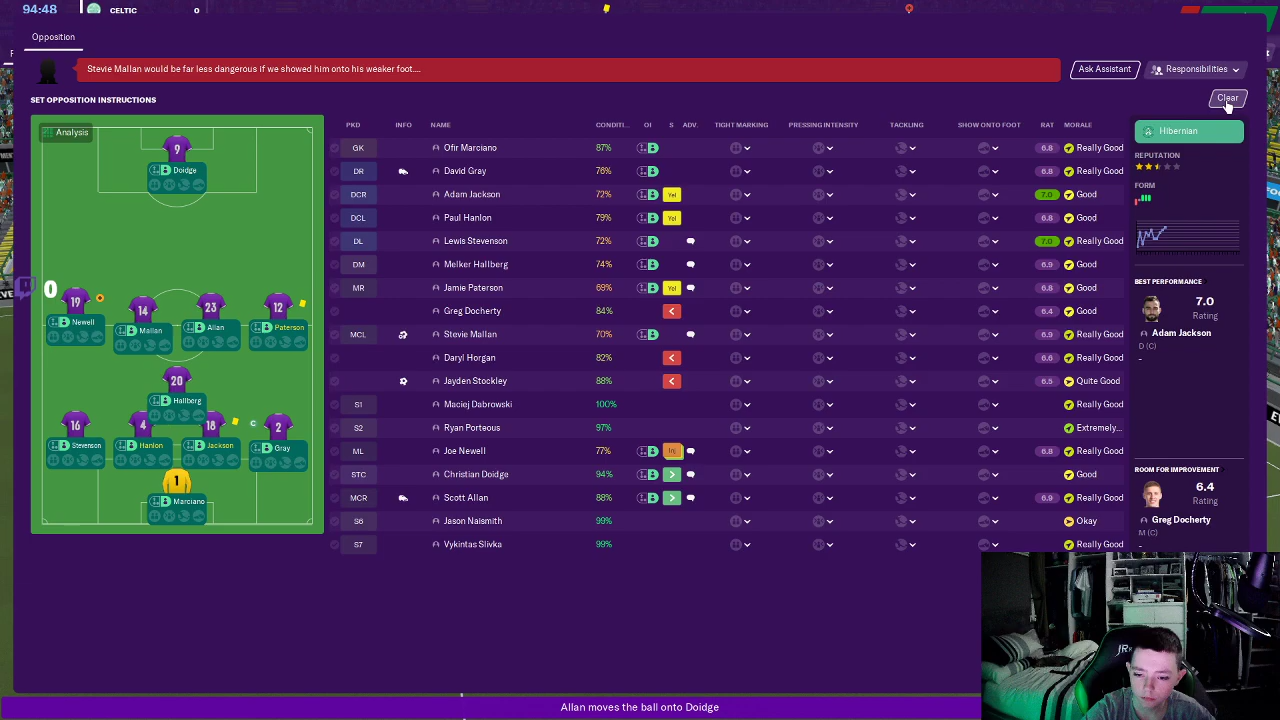 94:48 CELTIC 0
Opposition
Stevie Mallan would be far less dangerous if we showed him onto his weaker foot....
Ask Assistant
Responsibilities
SET OPPOSITION INSTRUCTIONS
Clear
Analysis
9
Doidge
0
19
Newell
14
Mallan
23
Allan
12
Paterson
20
Hallberg
16
Stevenson
4
Hanlon
18
Jackson
C 2
Gray
1
Marciano
PKD INFO NAME CONDITI... OI S ADV. TIGHT MARKING PRESSING INTENSITY TACKLING SHOW ONTO FOOT RAT MORALE
GK Ofir Marciano 87% 6.8 Really Good
DR David Gray 76% 6.8 Really Good
DCR Adam Jackson 72% Yel 7.0 Good
DCL Paul Hanlon 79% Yel 6.8 Good
DL Lewis Stevenson 72% 7.0 Really Good
DM Melker Hallberg 74% 6.9 Good
MR Jamie Paterson 69% Yel 6.8 Good
Greg Docherty 84% 6.4 Good
MCL Stevie Mallan 70% 6.9 Really Good
Daryl Horgan 82% 6.6 Really Good
Jayden Stockley 88% 6.5 Quite Good
S1 Maciej Dabrowski 100% Really Good
S2 Ryan Porteous 97% Extremely...
ML Joe Newell 77% Inj 6.8 Really Good
STC Christian Doidge 94% Good
MCR Scott Allan 88% 6.9 Really Good
S6 Jason Naismith 99% Okay
S7 Vykintas Slivka 99% Really Good
Hibernian
REPUTATION
FORM
BEST PERFORMANCE
7.0
Rating
Adam Jackson
D (C)
-
ROOM FOR IMPROVEMENT
6.4
Rating
Greg Docherty
M (C)
-
Allan moves the ball onto Doidge